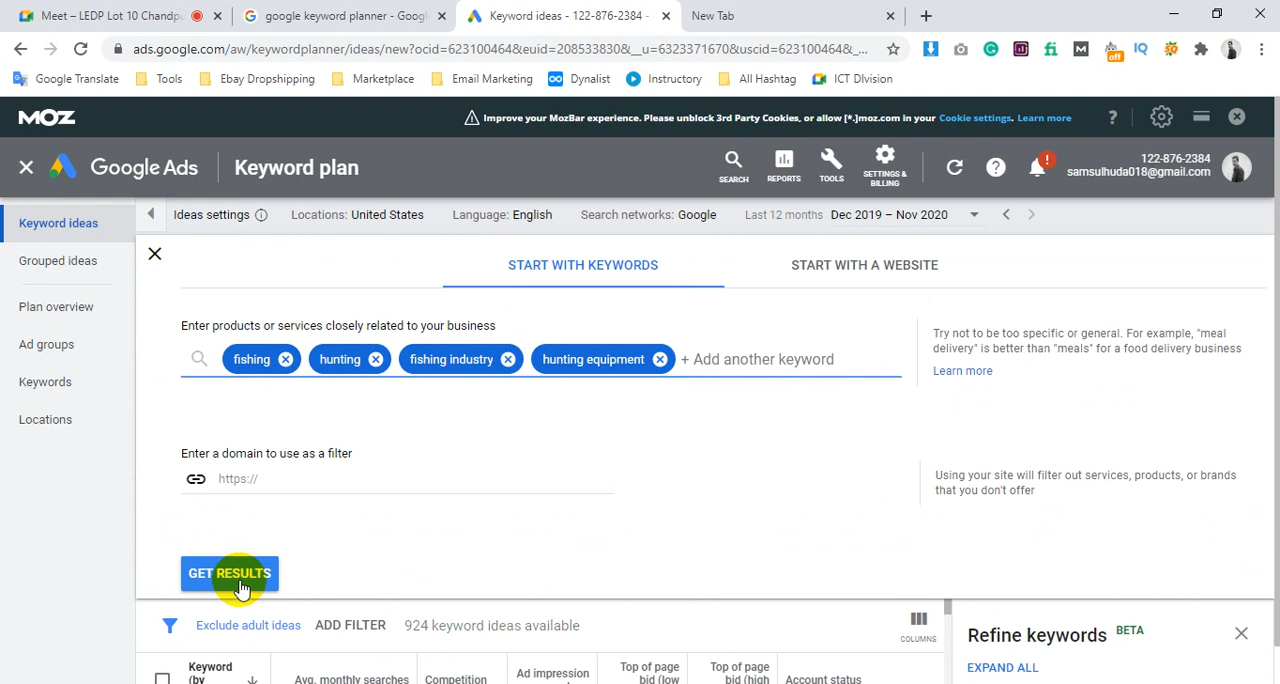 Meet – LEDP Lot 10 Chandpu
google keyword planner - Googl
Keyword ideas - 122-876-2384 -
New Tab
ads.google.com/aw/keywordplanner/ideas/new?ocid=623100464&euid=208533830&__u=6323371670&uscid=623100464&_...
off
IQ
Google Translate
Tools
Ebay Dropshipping
Marketplace
Email Marketing
Dynalist
Instructory
All Hashtag
ICT DIvision
MOZ
Improve your MozBar experience. Please unblock 3rd Party Cookies, or allow [*.]moz.com in your Cookie settings. Learn more
Google Ads
Keyword plan
SEARCH
REPORTS
TOOLS
SETTINGS &
BILLING
122-876-2384
samsulhuda018@gmail.com
Keyword ideas
Grouped ideas
Plan overview
Ad groups
Keywords
Locations
Ideas settings
Locations: United States
Language: English
Search networks: Google
Last 12 months
Dec 2019 – Nov 2020
START WITH KEYWORDS
START WITH A WEBSITE
Enter products or services closely related to your business
fishing
hunting
fishing industry
hunting equipment
+ Add another keyword
Try not to be too specific or general. For example, "meal
delivery" is better than "meals" for a food delivery business
Learn more
Enter a domain to use as a filter
https://
Using your site will filter out services, products, or brands
that you don't offer
GET RESULTS
Exclude adult ideas
ADD FILTER
924 keyword ideas available
COLUMNS
Refine keywords BETA
EXPAND ALL
Keyword
(by
Avg. monthly searches
Competition
Ad impression
Top of page
bid (low
Top of page
bid (high
Account status